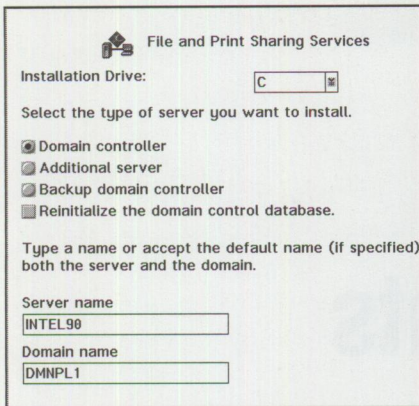 File and Print Sharing Services
Installation Drive:
C
Select the type of server you want to install.
Domain controller
Additional server
Backup domain controller
Reinitialize the domain control database.
Type a name or accept the default name (if specified)
both the server and the domain.
Server name
INTEL90
Domain name
DMNPL1